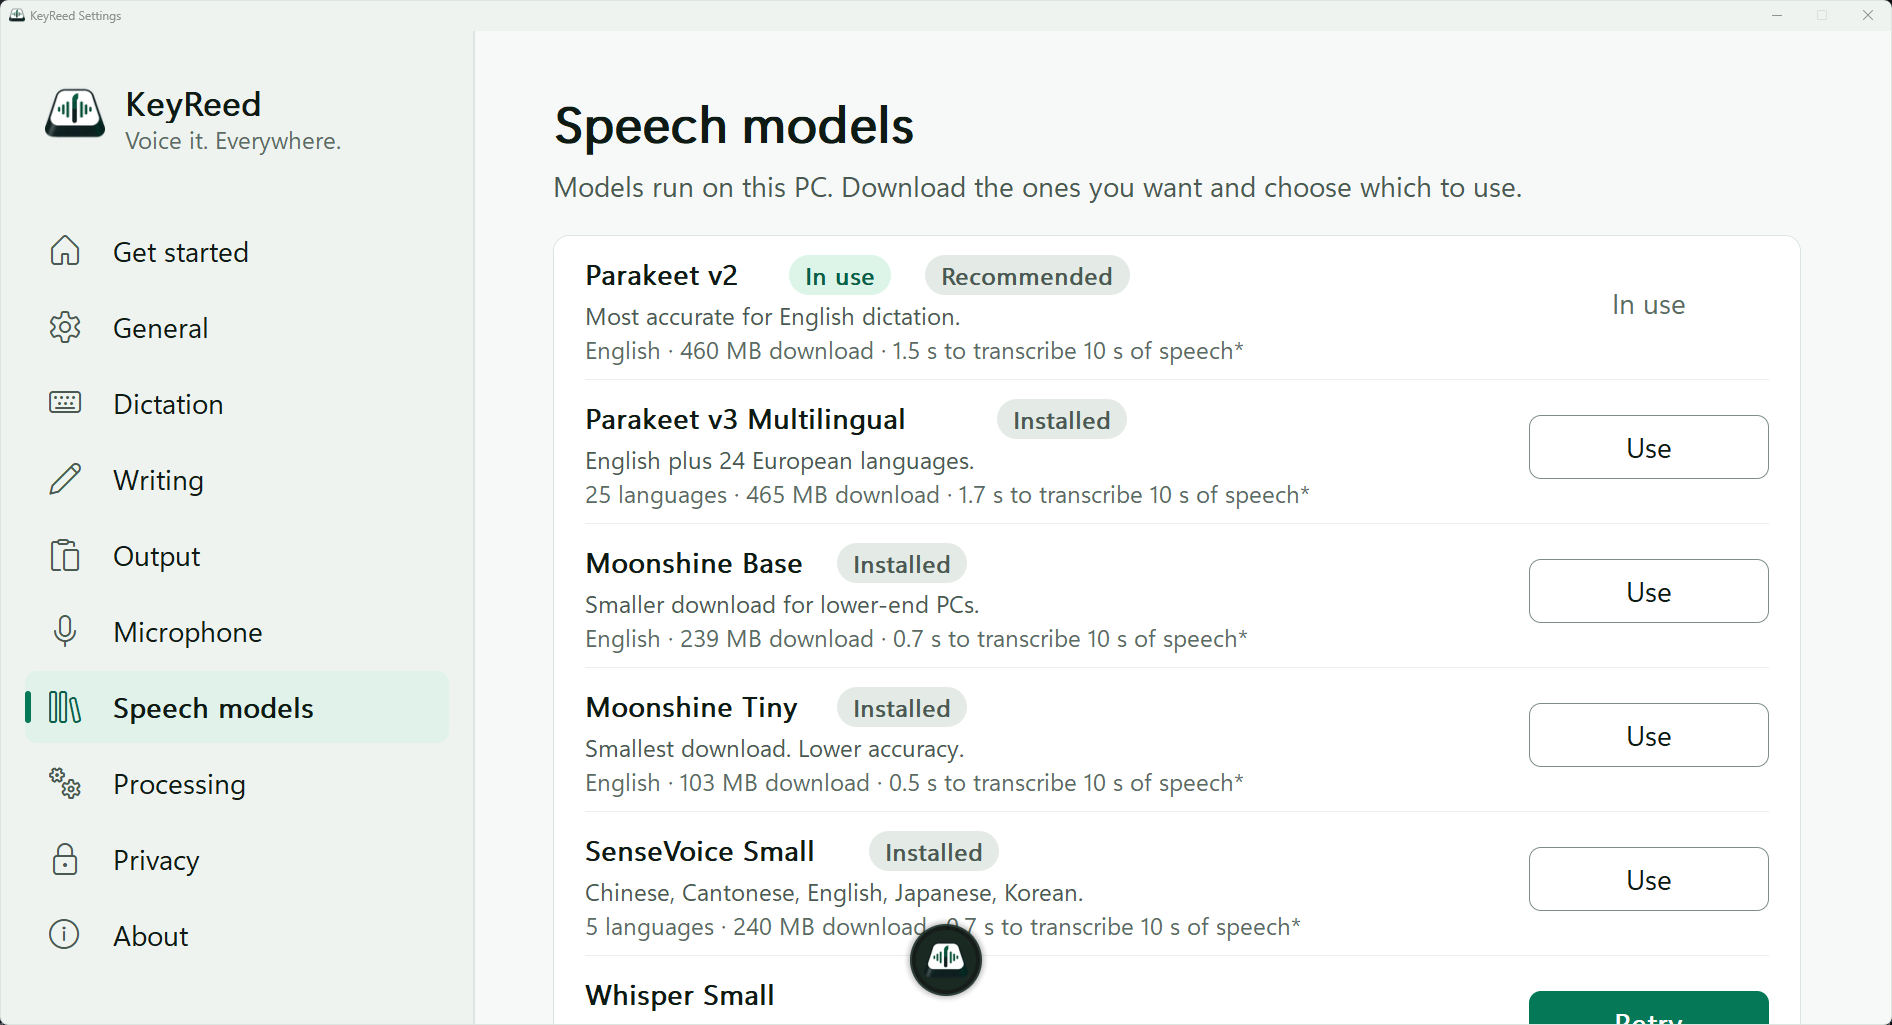 KeyReed Settings
KeyReed
Voice it. Everywhere.
Get started
General
Dictation
Writing
Output
Microphone
Speech models
Processing
Privacy
About
Speech models
Models run on this PC. Download the ones you want and choose which to use.
Parakeet v2 In use Recommended
Most accurate for English dictation.
English · 460 MB download · 1.5 s to transcribe 10 s of speech*
In use
Parakeet v3 Multilingual Installed
English plus 24 European languages.
25 languages · 465 MB download · 1.7 s to transcribe 10 s of speech*
Use
Moonshine Base Installed
Smaller download for lower-end PCs.
English · 239 MB download · 0.7 s to transcribe 10 s of speech*
Use
Moonshine Tiny Installed
Smallest download. Lower accuracy.
English · 103 MB download · 0.5 s to transcribe 10 s of speech*
Use
SenseVoice Small Installed
Chinese, Cantonese, English, Japanese, Korean.
5 languages · 240 MB download · 0.7 s to transcribe 10 s of speech*
Use
Whisper Small
Retry